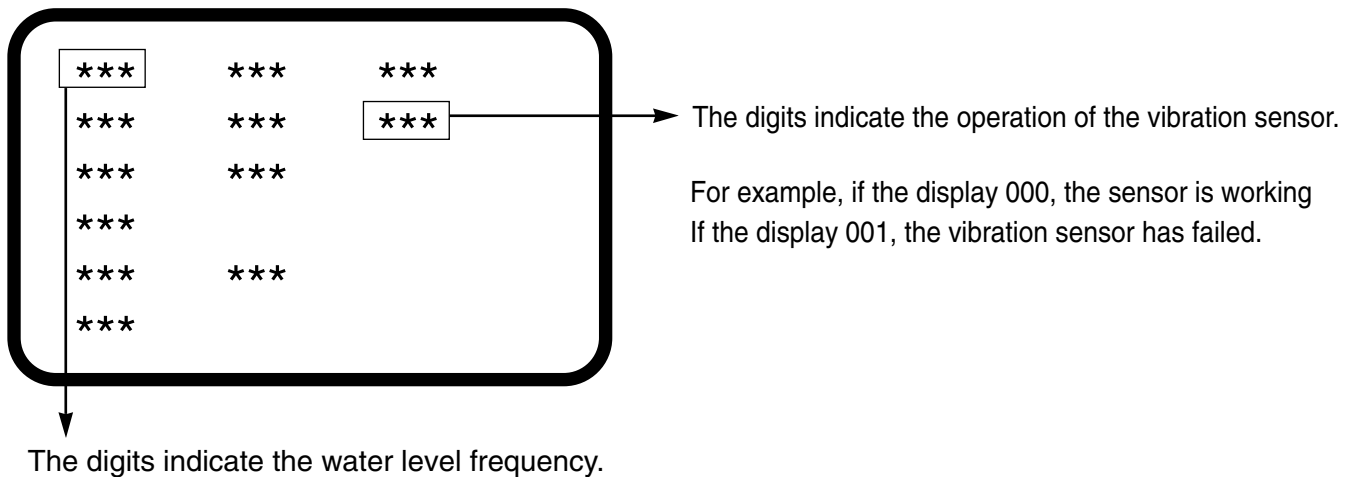 *** *** ***
*** *** ***
*** ***
***
*** ***
***
The digits indicate the operation of the vibration sensor.
For example, if the display 000, the sensor is working
If the display 001, the vibration sensor has failed.
The digits indicate the water level frequency.